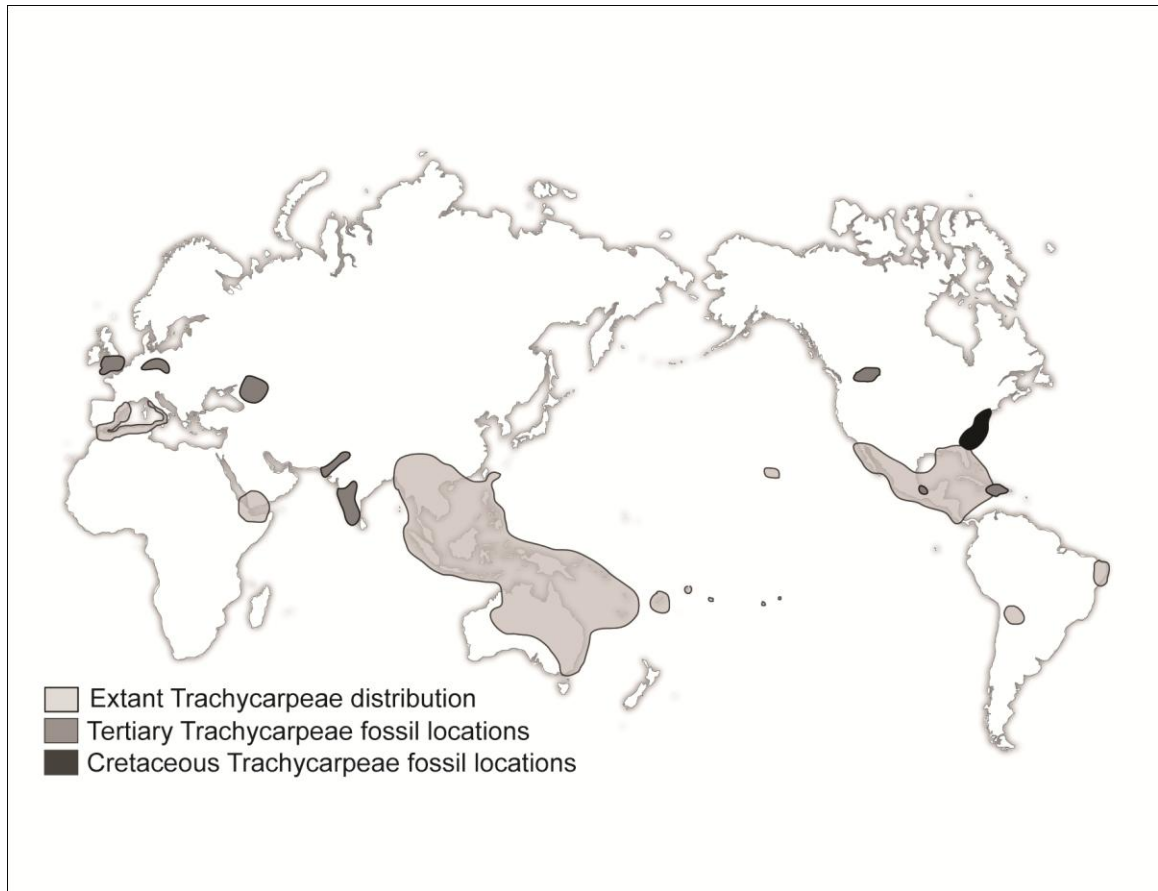 Extant Trachycarpeae distribution
Tertiary Trachycarpeae fossil locations
Cretaceous Trachycarpeae fossil locations